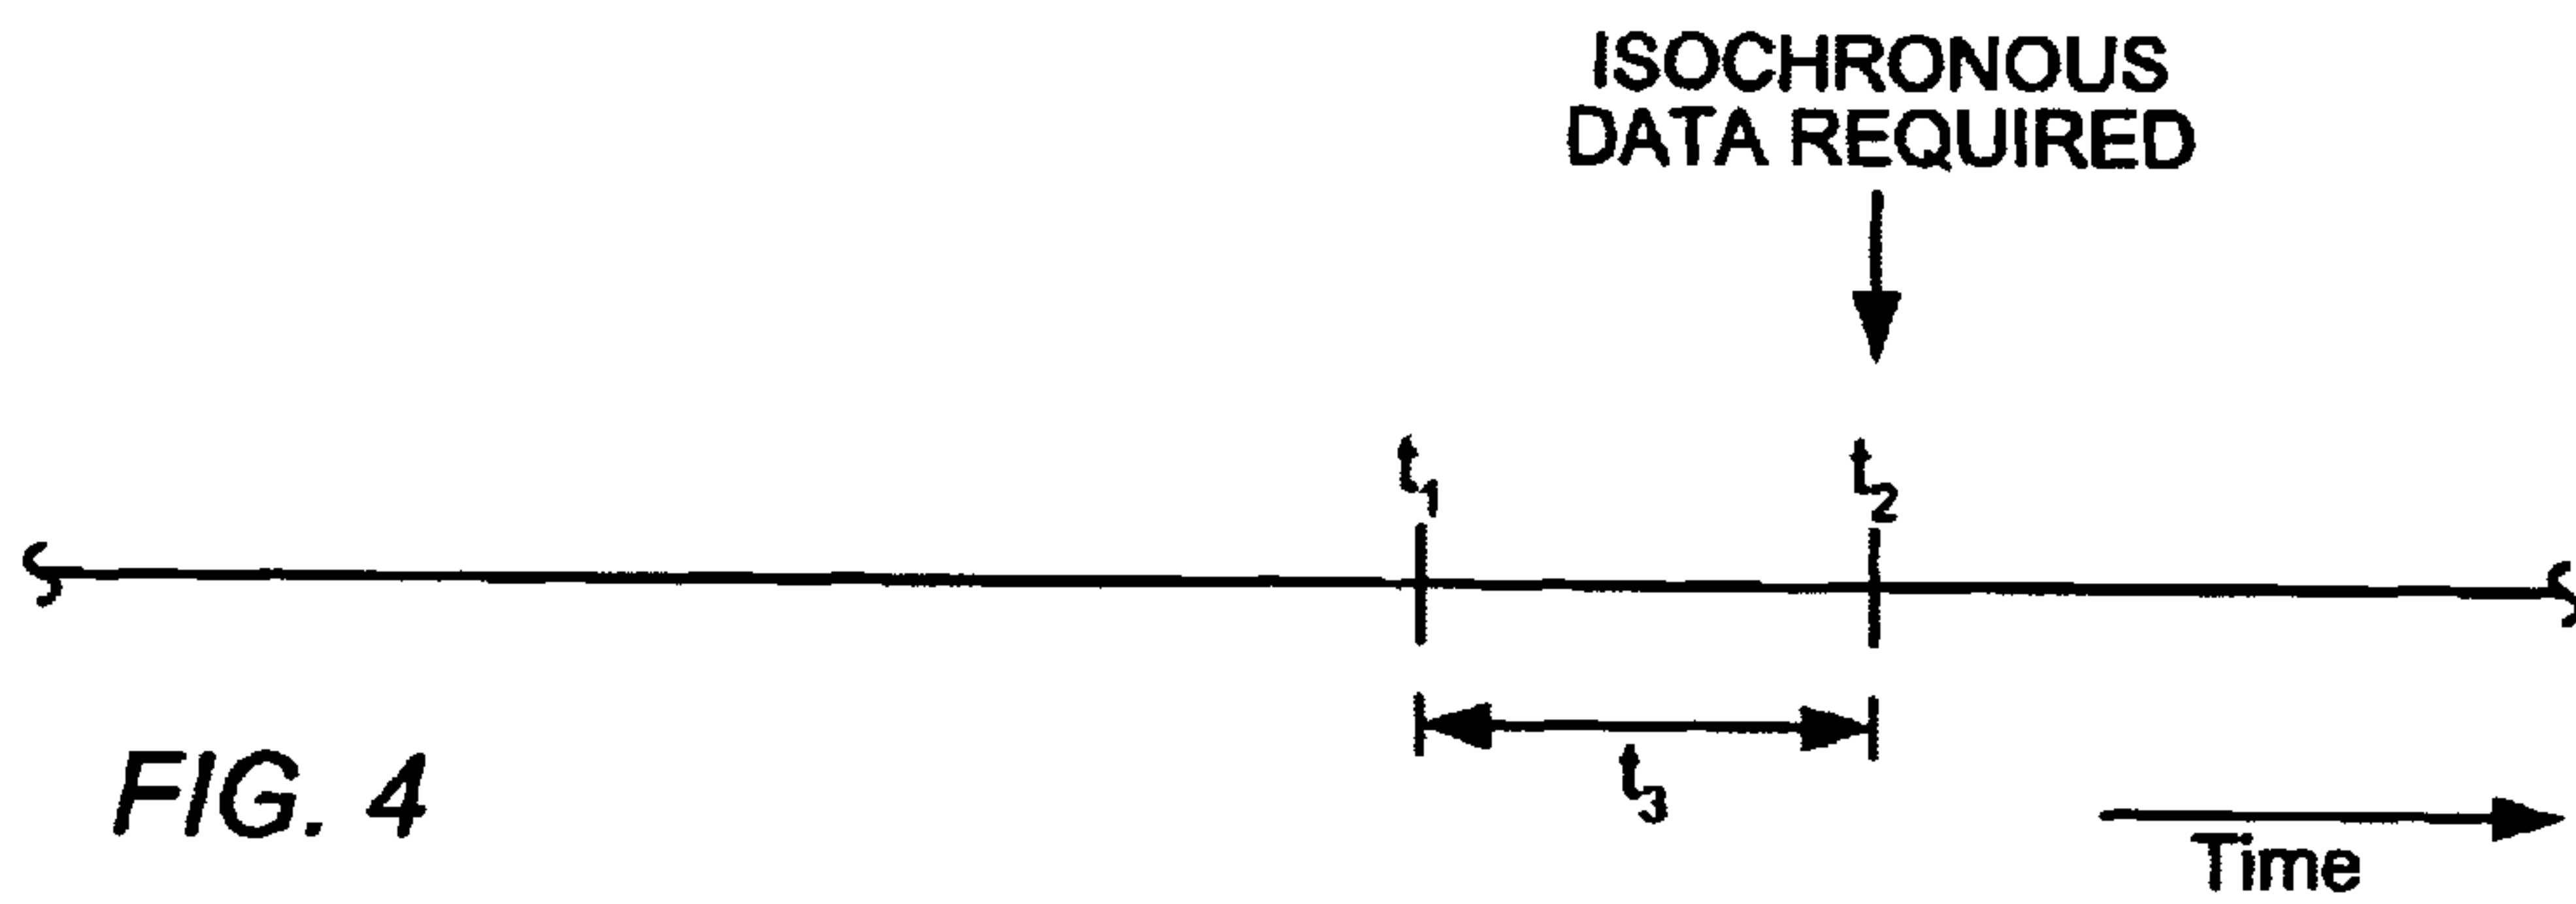 ISOCHRONOUS
DATA REQUIRED
t₁
t₂
t₃
FIG. 4
Time